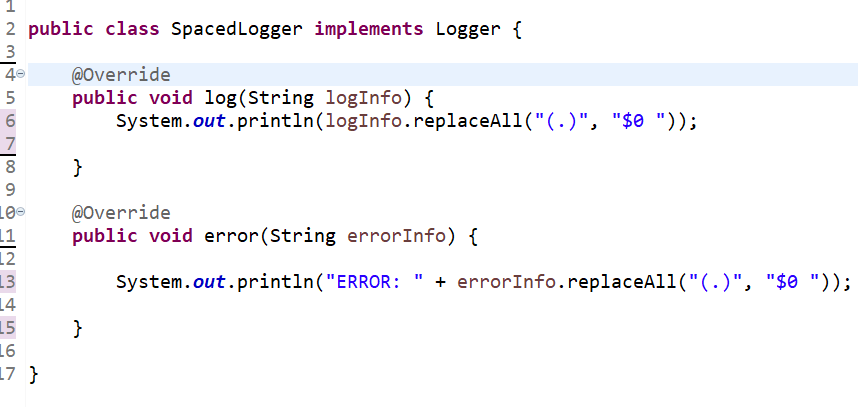 1
2 public class SpacedLogger implements Logger {
3
4 @Override
5 public void log(String logInfo) {
6 System.out.println(logInfo.replaceAll("(.)", "$0 "));
7
8 }
9
10 @Override
11 public void error(String errorInfo) {
12
13 System.out.println("ERROR: " + errorInfo.replaceAll("(.)", "$0 "));
14
15 }
16
17 }